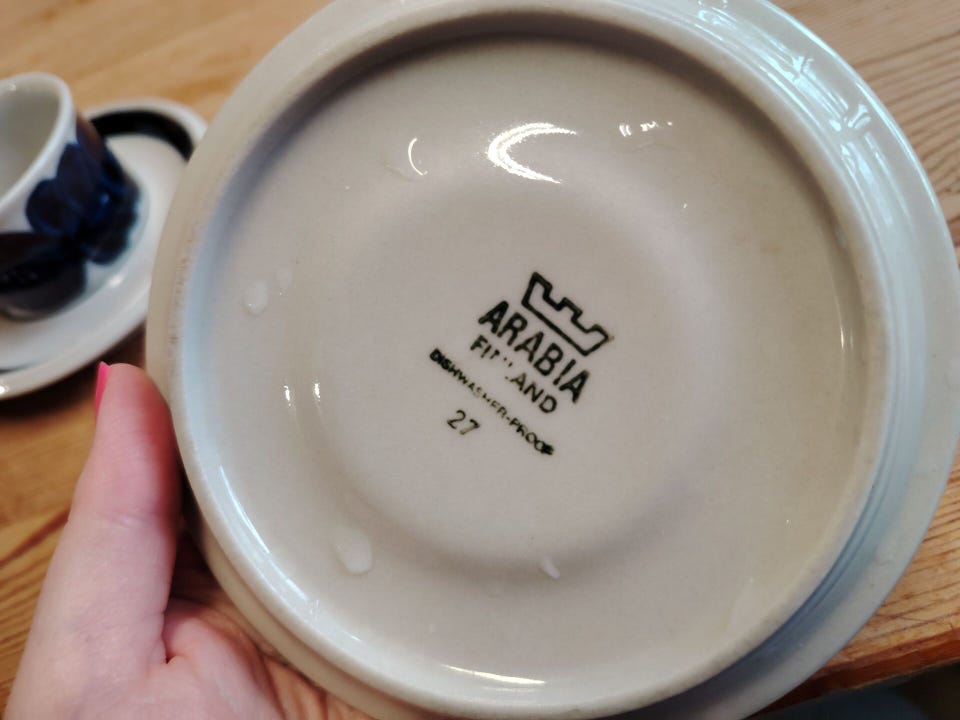 ARABIA
FINLAND
DISHWASHER-PROOF
27